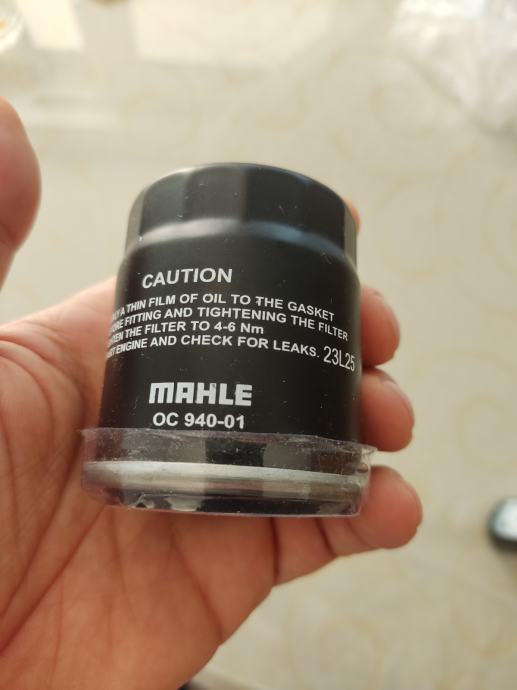 CAUTION
A THIN FILM OF OIL TO THE GASKET
FITTING AND TIGHTENING THE FILTER
THE FILTER TO 4-6 Nm
ENGINE AND CHECK FOR LEAKS. 23L25
MAHLE
OC 940-01